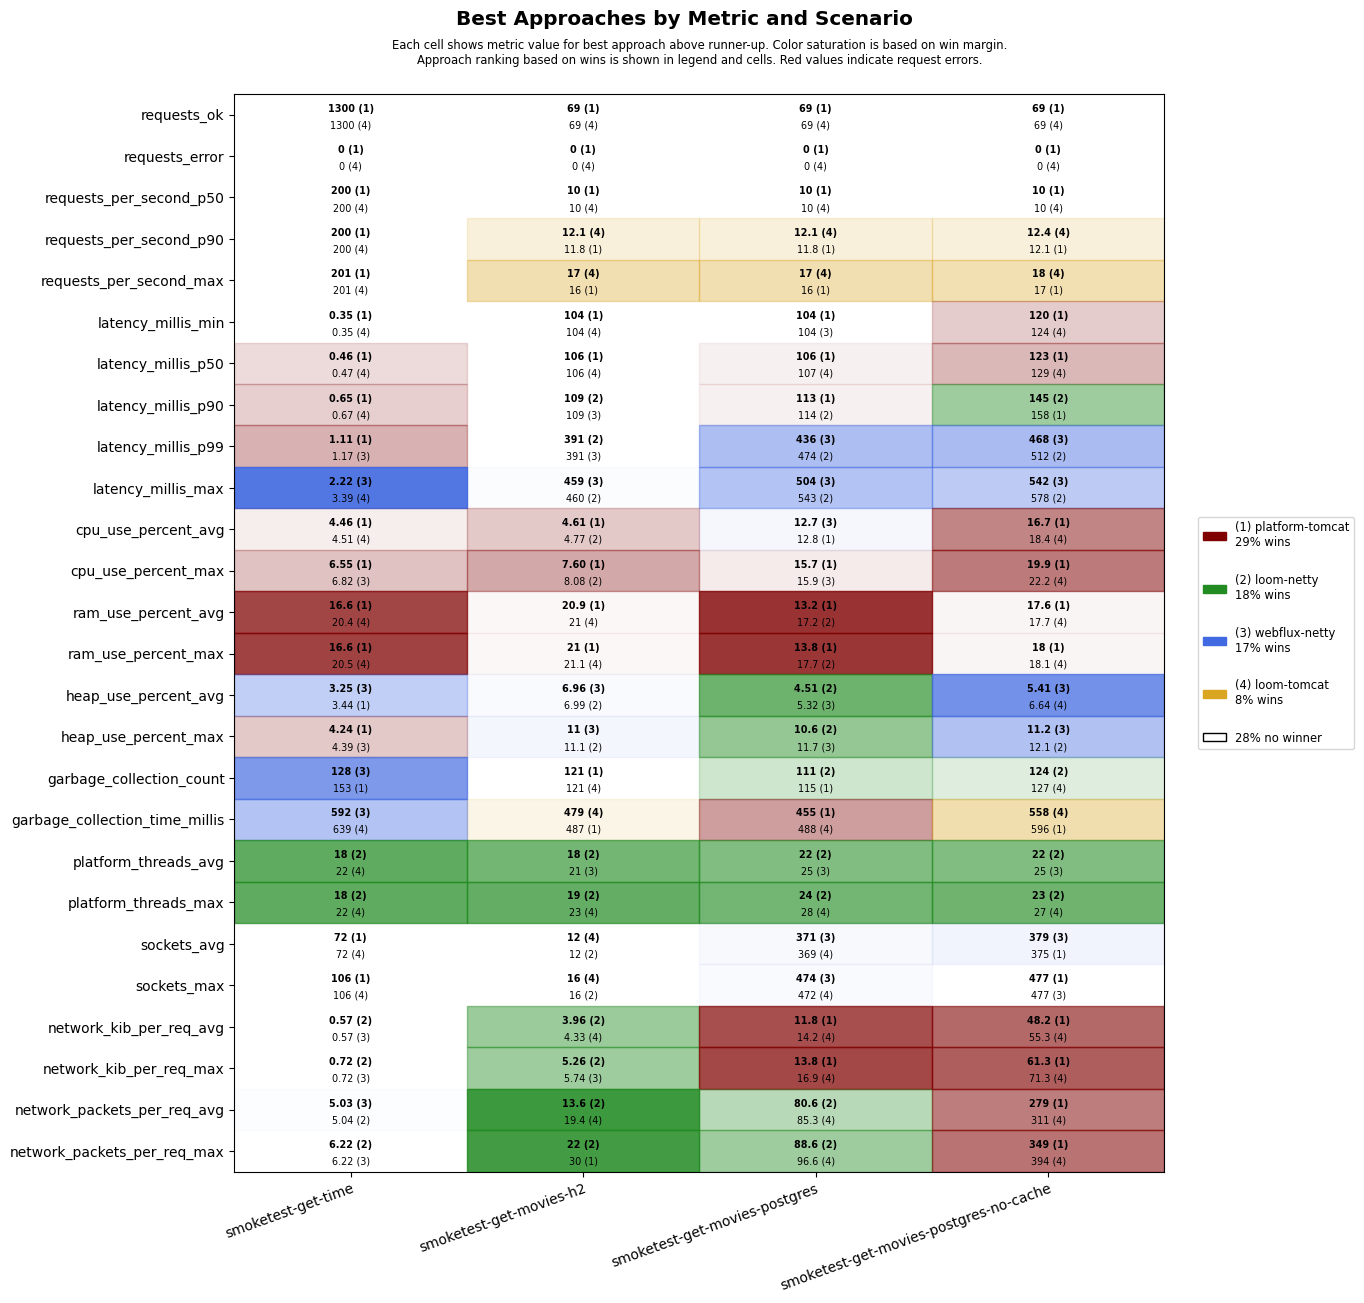 Best Approaches by Metric and Scenario
Each cell shows metric value for best approach above runner-up. Color saturation is based on win margin.
Approach ranking based on wins is shown in legend and cells. Red values indicate request errors.
requests_ok
1300 (1) 69 (1) 69 (1) 69 (1)
1300 (4) 69 (4) 69 (4) 69 (4)
requests_error
0 (1) 0 (1) 0 (1) 0 (1)
0 (4) 0 (4) 0 (4) 0 (4)
requests_per_second_p50
200 (1) 10 (1) 10 (1) 10 (1)
200 (4) 10 (4) 10 (4) 10 (4)
requests_per_second_p90
200 (1) 12.1 (4) 12.1 (4) 12.4 (4)
200 (4) 11.8 (1) 11.8 (1) 12.1 (1)
requests_per_second_max
201 (1) 17 (4) 17 (4) 18 (4)
201 (4) 16 (1) 16 (1) 17 (1)
latency_millis_min
0.35 (1) 104 (1) 104 (1) 120 (1)
0.35 (4) 104 (4) 104 (3) 124 (4)
latency_millis_p50
0.46 (1) 106 (1) 106 (1) 123 (1)
0.47 (4) 106 (4) 107 (4) 129 (4)
latency_millis_p90
0.65 (1) 109 (2) 113 (1) 145 (2)
0.67 (4) 109 (3) 114 (2) 158 (1)
latency_millis_p99
1.11 (1) 391 (2) 436 (3) 468 (3)
1.17 (3) 391 (3) 474 (2) 512 (2)
latency_millis_max
2.22 (3) 459 (3) 504 (3) 542 (3)
3.39 (4) 460 (2) 543 (2) 578 (2)
cpu_use_percent_avg
4.46 (1) 4.61 (1) 12.7 (3) 16.7 (1)
4.51 (4) 4.77 (2) 12.8 (1) 18.4 (4)
cpu_use_percent_max
6.55 (1) 7.60 (1) 15.7 (1) 19.9 (1)
6.82 (3) 8.08 (2) 15.9 (3) 22.2 (4)
ram_use_percent_avg
16.6 (1) 20.9 (1) 13.2 (1) 17.6 (1)
20.4 (4) 21 (4) 17.2 (2) 17.7 (4)
ram_use_percent_max
16.6 (1) 21 (1) 13.8 (1) 18 (1)
20.5 (4) 21.1 (4) 17.7 (2) 18.1 (4)
heap_use_percent_avg
3.25 (3) 6.96 (3) 4.51 (2) 5.41 (3)
3.44 (1) 6.99 (2) 5.32 (3) 6.64 (4)
heap_use_percent_max
4.24 (1) 11 (3) 10.6 (2) 11.2 (3)
4.39 (3) 11.1 (2) 11.7 (3) 12.1 (2)
garbage_collection_count
128 (3) 121 (1) 111 (2) 124 (2)
153 (1) 121 (4) 115 (1) 127 (4)
garbage_collection_time_millis
592 (3) 479 (4) 455 (1) 558 (4)
639 (4) 487 (1) 488 (4) 596 (1)
platform_threads_avg
18 (2) 18 (2) 22 (2) 22 (2)
22 (4) 21 (3) 25 (3) 25 (3)
platform_threads_max
18 (2) 19 (2) 24 (2) 23 (2)
22 (4) 23 (4) 28 (4) 27 (4)
sockets_avg
72 (1) 12 (4) 371 (3) 379 (3)
72 (4) 12 (2) 369 (4) 375 (1)
sockets_max
106 (1) 16 (4) 474 (3) 477 (1)
106 (4) 16 (2) 472 (4) 477 (3)
network_kib_per_req_avg
0.57 (2) 3.96 (2) 11.8 (1) 48.2 (1)
0.57 (3) 4.33 (4) 14.2 (4) 55.3 (4)
network_kib_per_req_max
0.72 (2) 5.26 (2) 13.8 (1) 61.3 (1)
0.72 (3) 5.74 (3) 16.9 (4) 71.3 (4)
network_packets_per_req_avg
5.03 (3) 13.6 (2) 80.6 (2) 279 (1)
5.04 (2) 19.4 (4) 85.3 (4) 311 (4)
network_packets_per_req_max
6.22 (2) 22 (2) 88.6 (2) 349 (1)
6.22 (3) 30 (1) 96.6 (4) 394 (4)
smoketest-get-time
smoketest-get-movies-h2
smoketest-get-movies-postgres
smoketest-get-movies-postgres-no-cache
(1) platform-tomcat
29% wins
(2) loom-netty
18% wins
(3) webflux-netty
17% wins
(4) loom-tomcat
8% wins
28% no winner